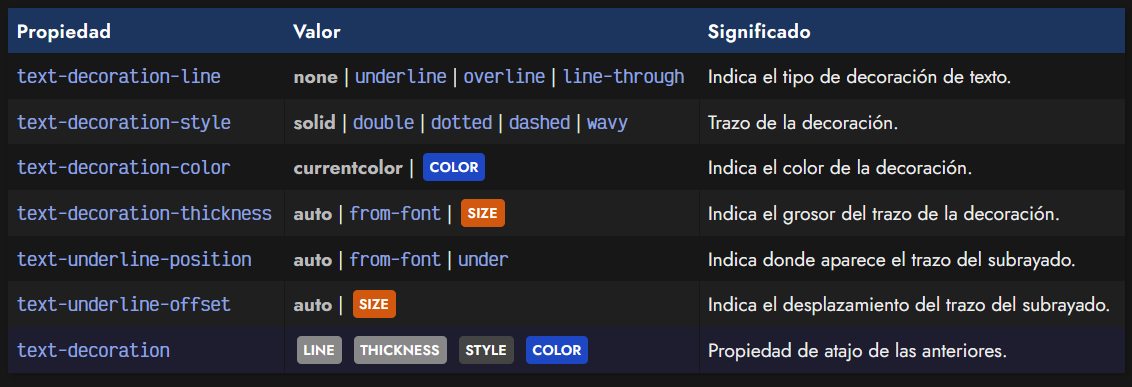 Propiedad Valor Significado
text-decoration-line none | underline | overline | line-through Indica el tipo de decoración de texto.
text-decoration-style solid | double | dotted | dashed | wavy Trazo de la decoración.
text-decoration-color currentcolor | COLOR Indica el color de la decoración.
text-decoration-thickness auto | from-font | SIZE Indica el grosor del trazo de la decoración.
text-underline-position auto | from-font | under Indica donde aparece el trazo del subrayado.
text-underline-offset auto | SIZE Indica el desplazamiento del trazo del subrayado.
text-decoration LINE THICKNESS STYLE COLOR Propiedad de atajo de las anteriores.